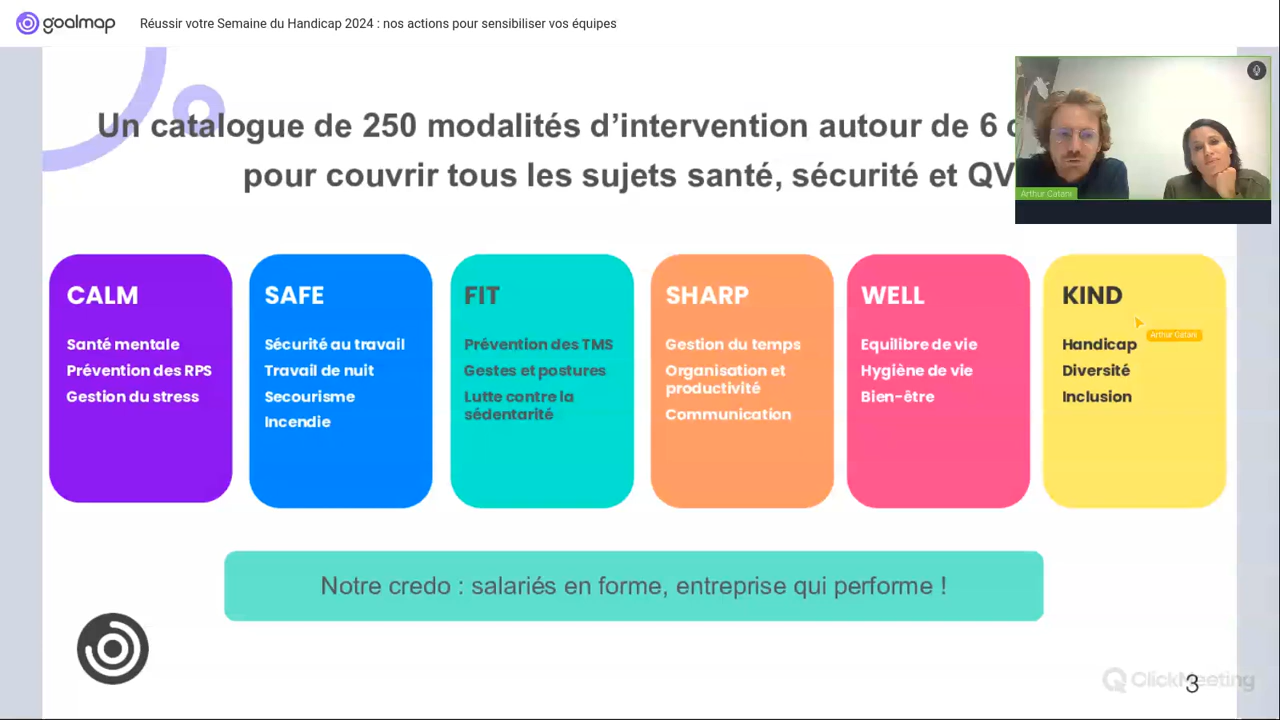 goalmap
Réussir votre Semaine du Handicap 2024 : nos actions pour sensibiliser vos équipes
Un catalogue de 250 modalités d’intervention autour de 6
pour couvrir tous les sujets santé, sécurité et QV
Arthur Catani
CALM
Santé mentale
Prévention des RPS
Gestion du stress
SAFE
Sécurité au travail
Travail de nuit
Secourisme
Incendie
FIT
Prévention des TMS
Gestes et postures
Lutte contre la
sédentarité
SHARP
Gestion du temps
Organisation et
productivité
Communication
WELL
Equilibre de vie
Hygiène de vie
Bien-être
KIND
Arthur Catani
Handicap
Diversité
Inclusion
Notre credo : salariés en forme, entreprise qui performe !
ClickMeeting
3